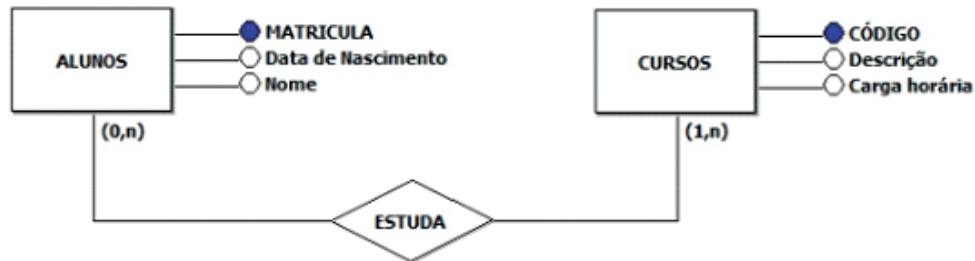 ALUNOS
MATRICULA
Data de Nascimento
Nome
(0,n)
CURSOS
CÓDIGO
Descrição
Carga horária
(1,n)
ESTUDA